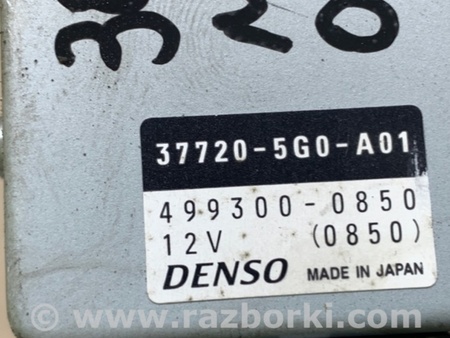 37720-5G0-A01
499300-0850
12V (0850)
DENSO MADE IN JAPAN
© www.razborki.com